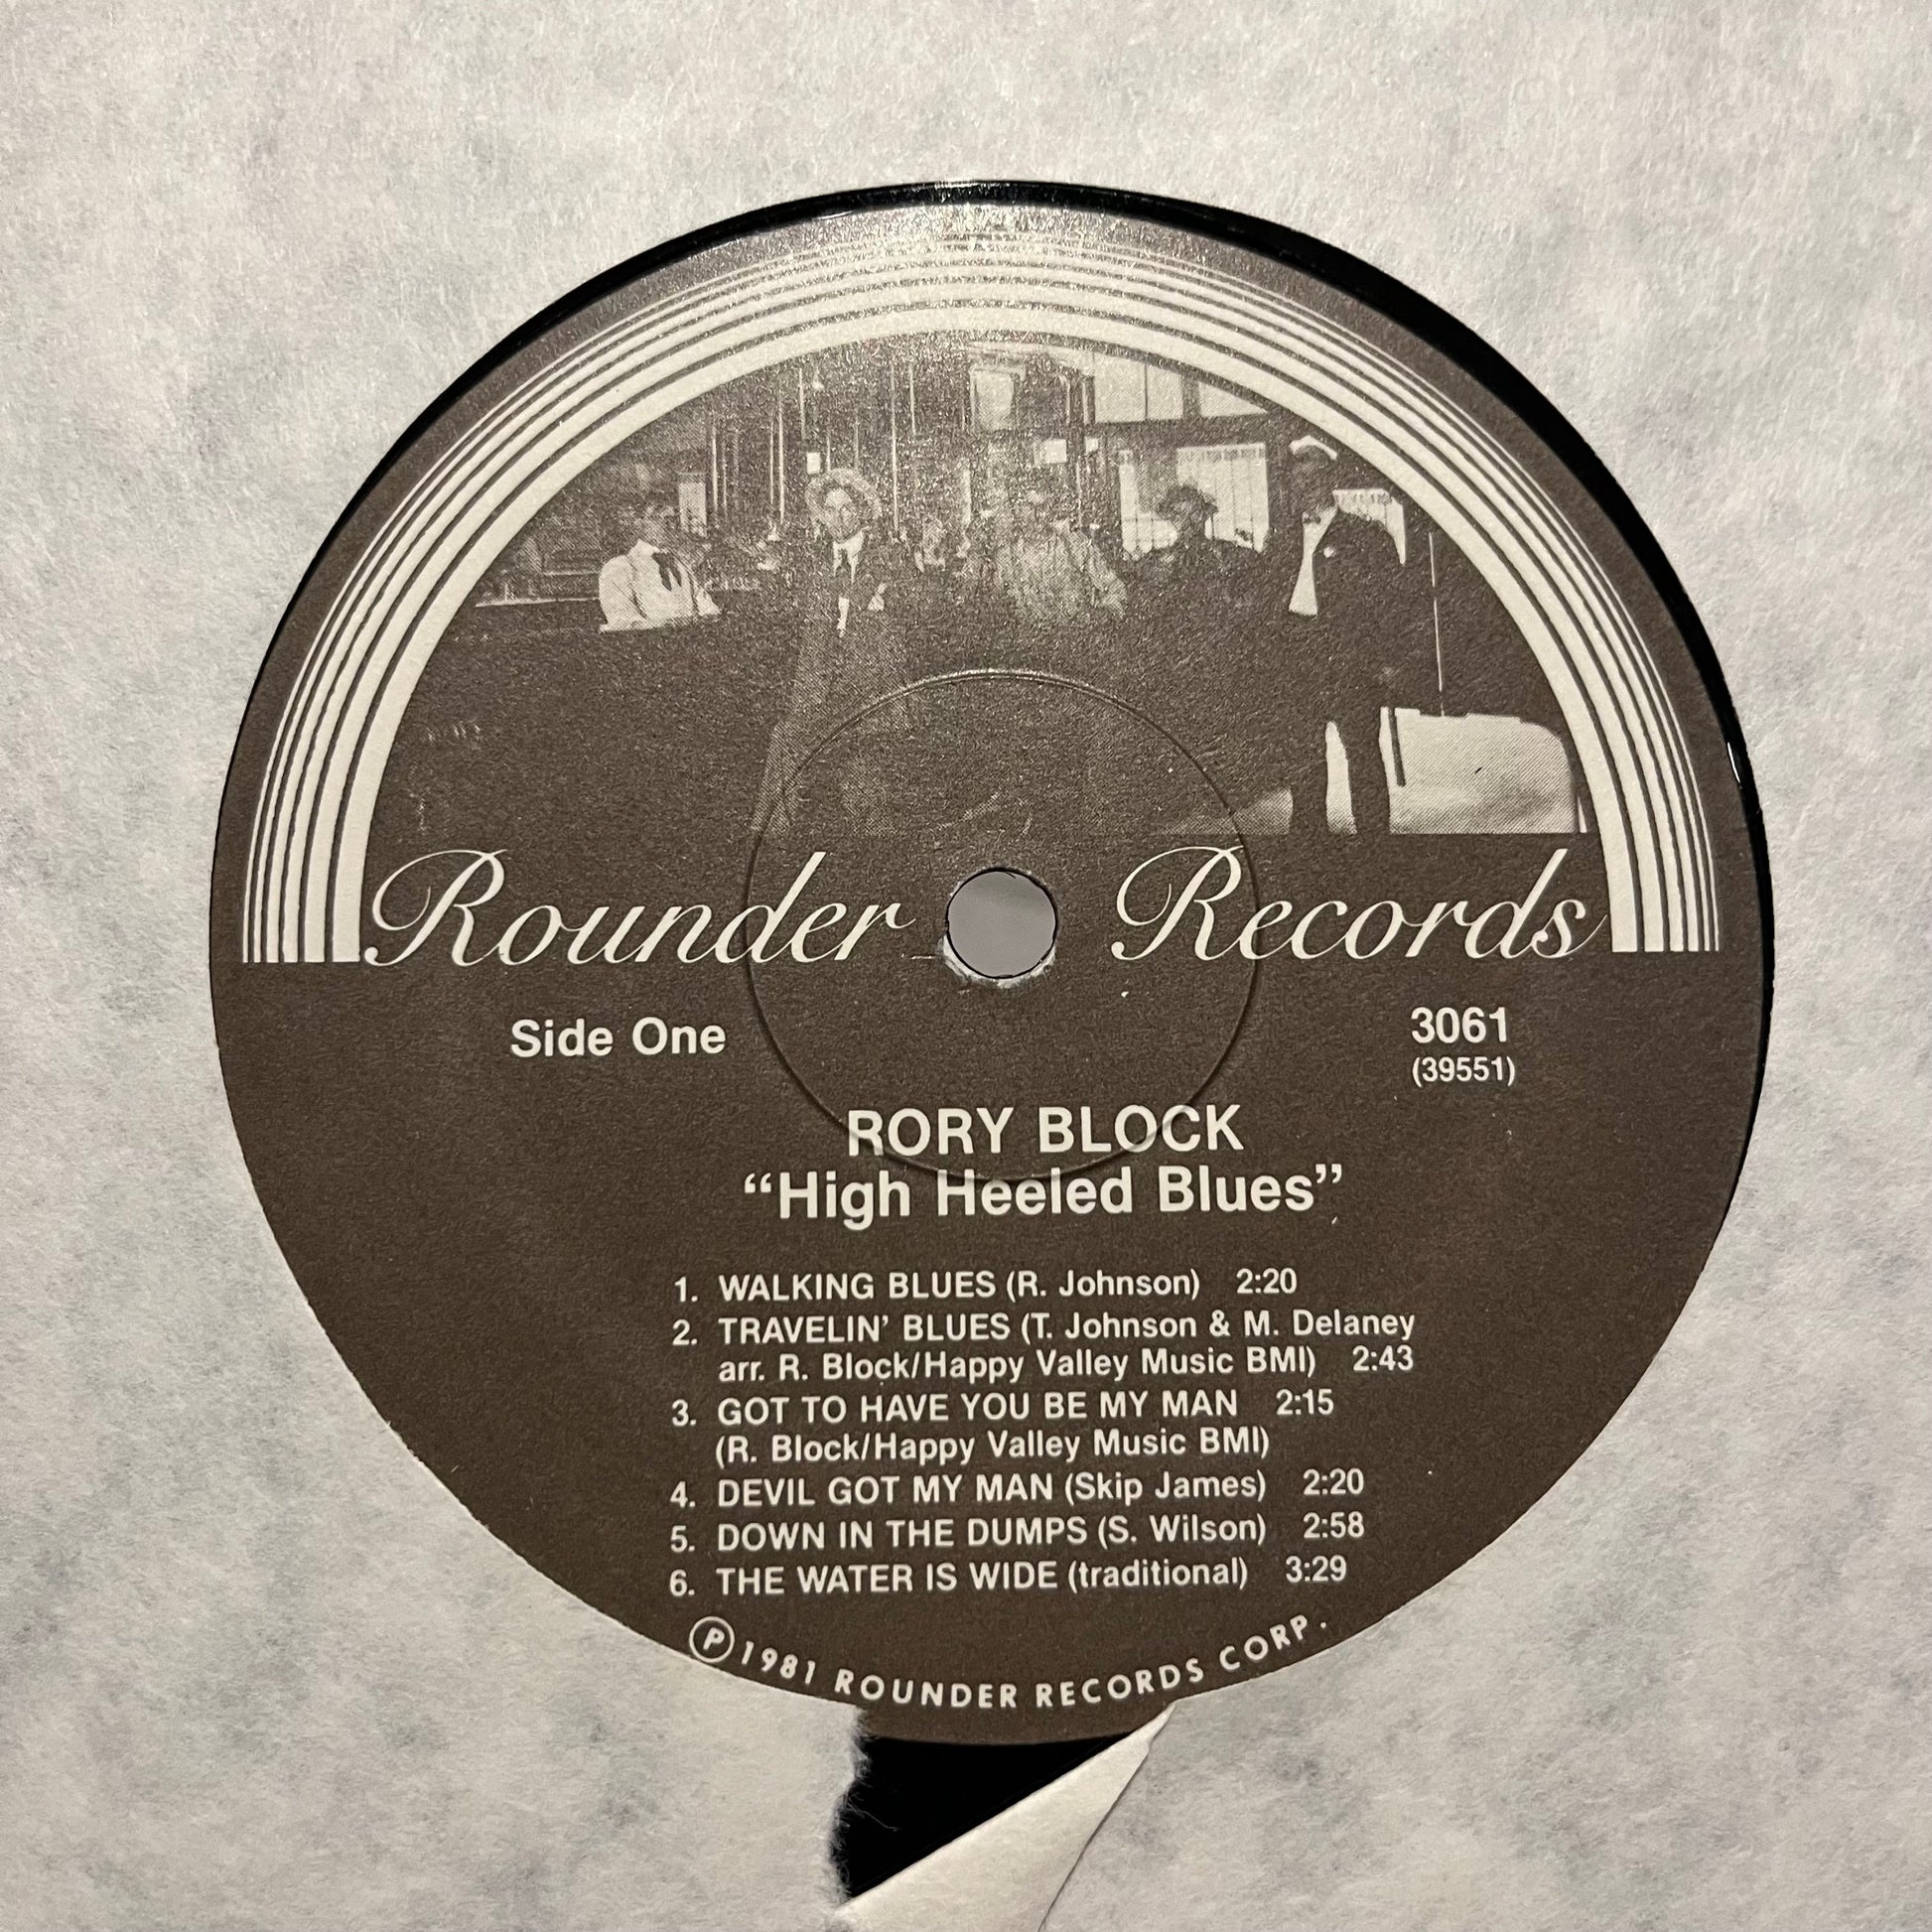 Rounder Records
Side One
3061
(39551)
RORY BLOCK
“High Heeled Blues”
1. WALKING BLUES (R. Johnson) 2:20
2. TRAVELIN’ BLUES (T. Johnson & M. Delaney
arr. R. Block/Happy Valley Music BMI) 2:43
3. GOT TO HAVE YOU BE MY MAN 2:15
(R. Block/Happy Valley Music BMI)
4. DEVIL GOT MY MAN (Skip James) 2:20
5. DOWN IN THE DUMPS (S. Wilson) 2:58
6. THE WATER IS WIDE (traditional) 3:29
Ⓟ1981 ROUNDER RECORDS CORP.